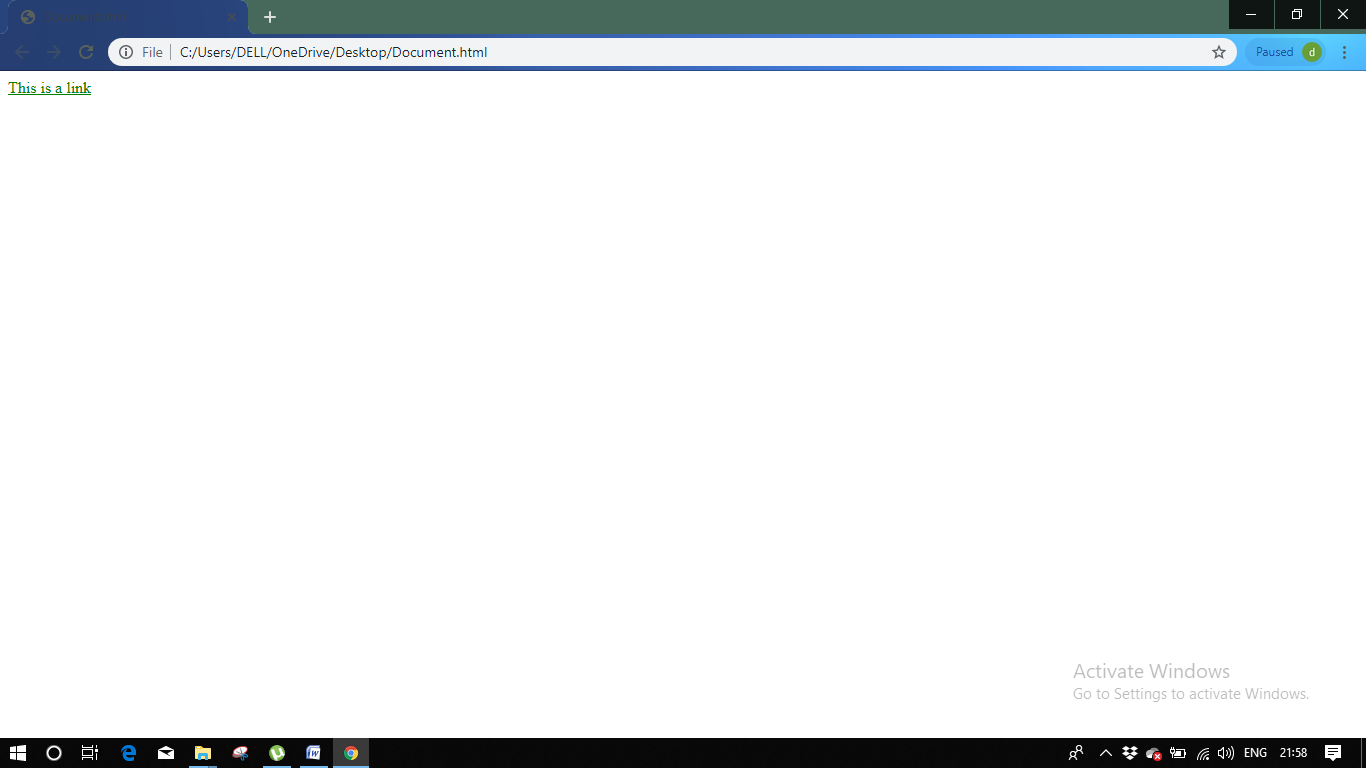 File C:/Users/DELL/OneDrive/Desktop/Document.html
Paused d
This is a link
Activate Windows
Go to Settings to activate Windows.
ENG 21:58